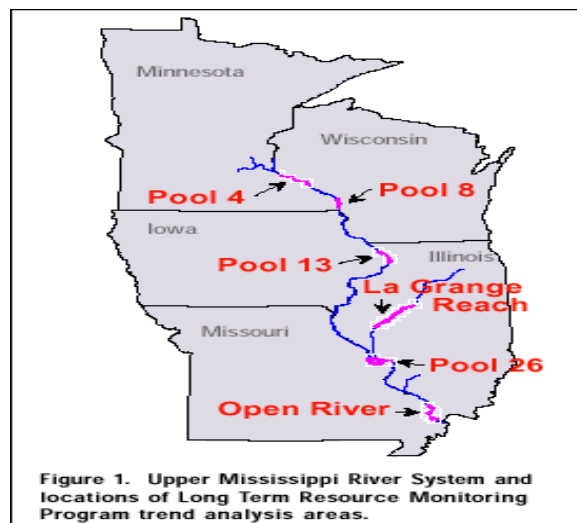 Minnesota
Wisconsin
Pool 4
Pool 8
Iowa
Pool 13
Illinois
La Grange
Reach
Missouri
Pool 26
Open River
Figure 1. Upper Mississippi River System and
locations of Long Term Resource Monitoring
Program trend analysis areas.